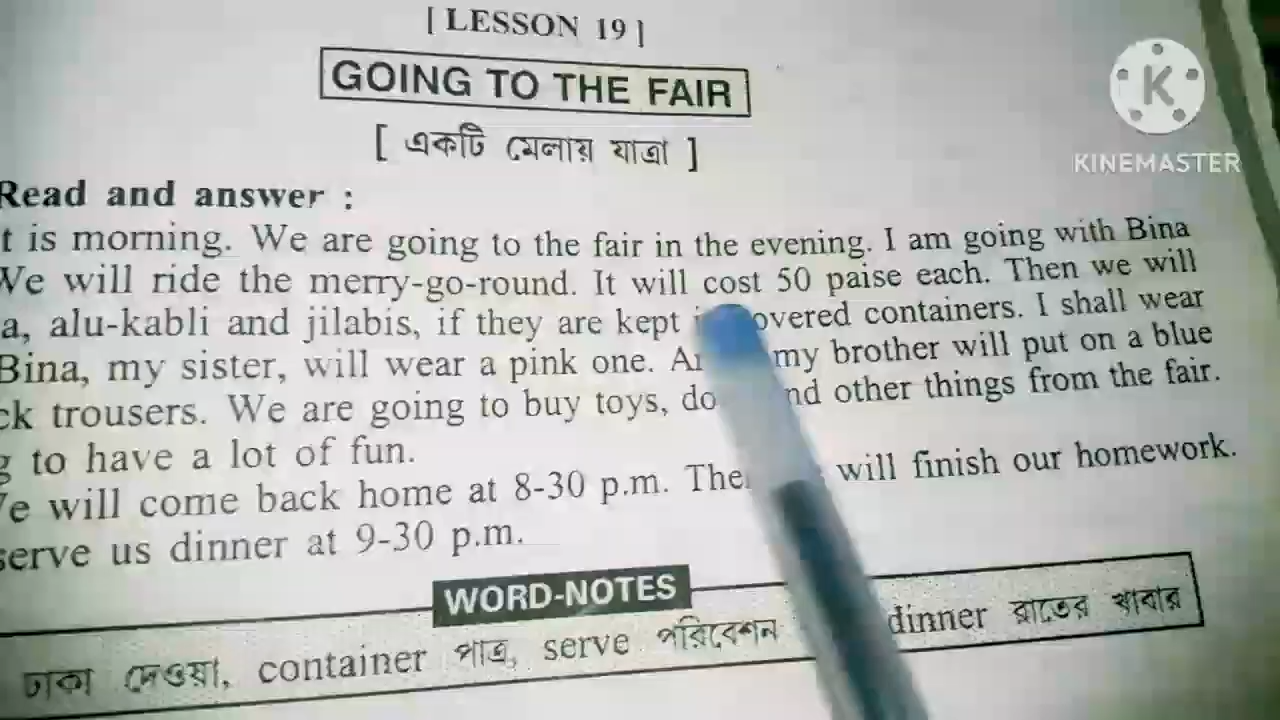 [ LESSON 19 ]
GOING TO THE FAIR
[ একটি মেলায় যাত্রা ]
K
KINEMASTER
Read and answer :
t is morning. We are going to the fair in the evening. I am going with Bina
We will ride the merry-go-round. It will cost 50 paise each. Then we will
a, alu-kabli and jilabis, if they are kept overed containers. I shall wear
Bina, my sister, will wear a pink one. my brother will put on a blue
ck trousers. We are going to buy toys, do nd other things from the fair.
g to have a lot of fun.
We will come back home at 8-30 p.m. The will finish our homework.
serve us dinner at 9-30 p.m.
WORD-NOTES
ঢাকা দেওয়া, container পাত্র, serve পরিবেশন dinner রাতের খাবার